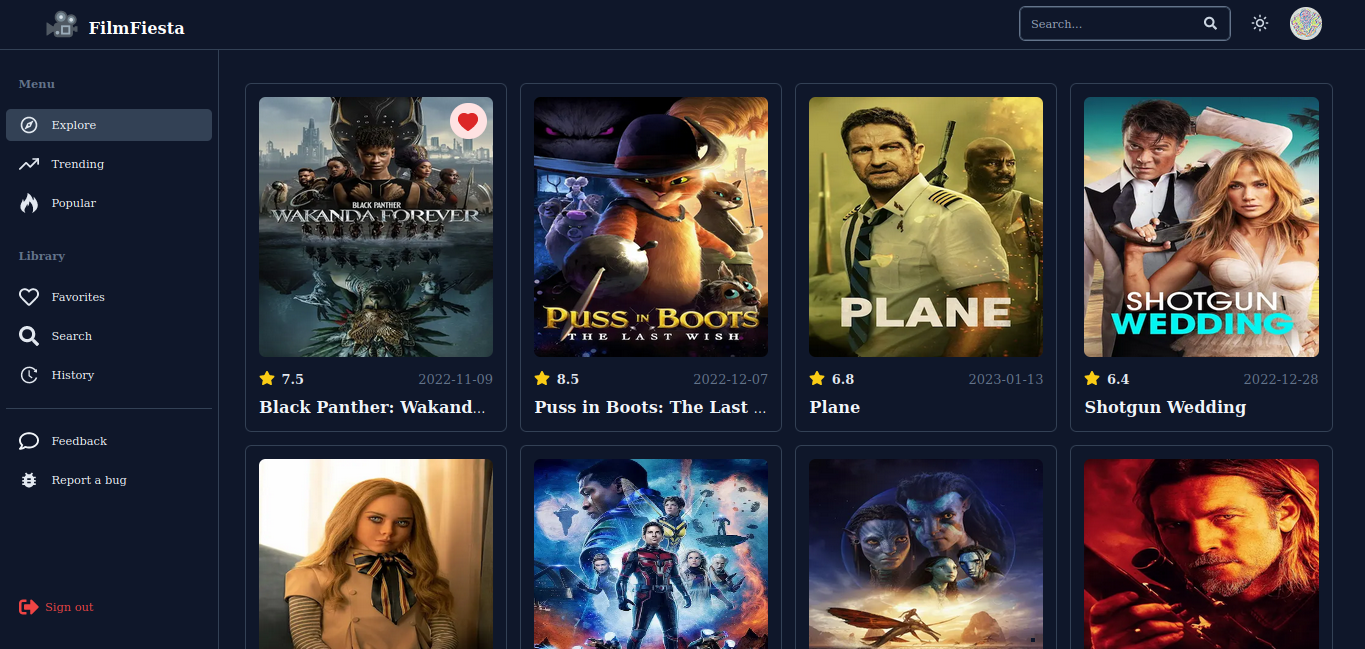 FilmFiesta
Search...
Menu
Explore
Trending
Popular
Library
Favorites
Search
History
Feedback
Report a bug
Sign out
BLACK PANTHER
WAKANDA FOREVER
7.5 2022-11-09
Black Panther: Wakand...
PUSS IN BOOTS
THE LAST WISH
8.5 2022-12-07
Puss in Boots: The Last ...
PLANE
6.8 2023-01-13
Plane
SHOTGUN
WEDDING
6.4 2022-12-28
Shotgun Wedding